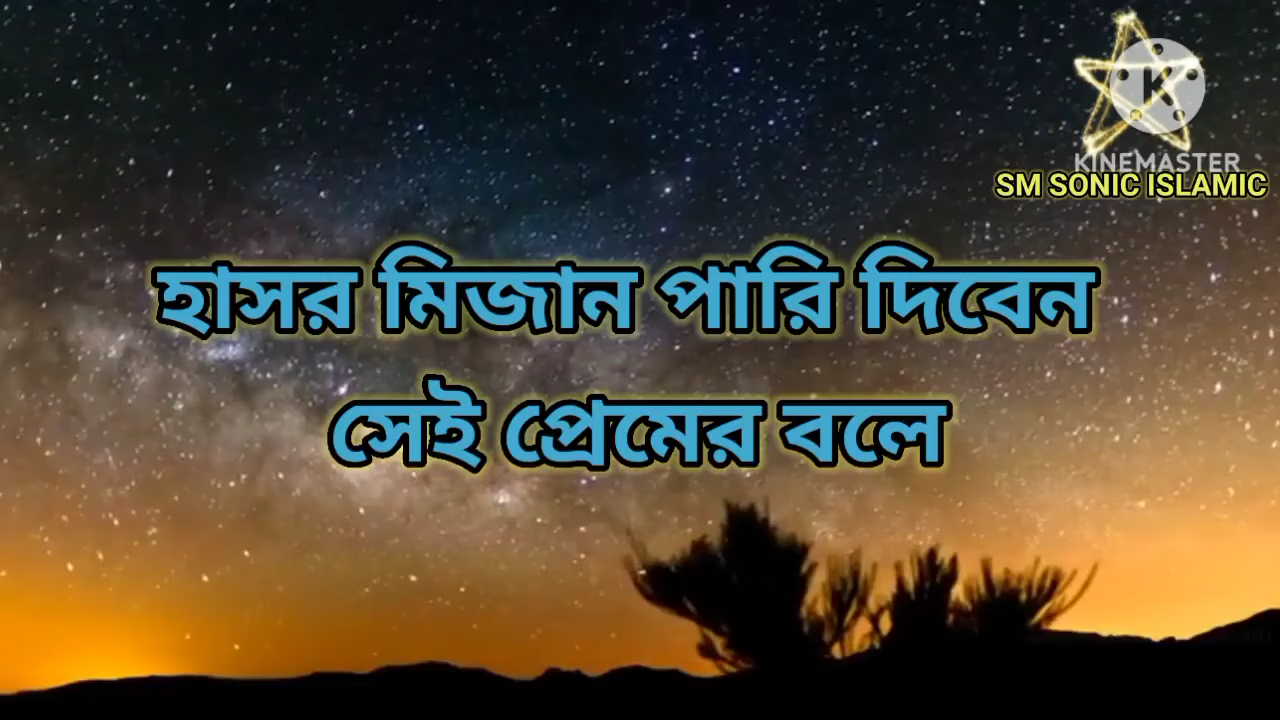 KINEMASTER
SM SONIC ISLAMIC
হাসর মিজান পারি দিবেন
সেই প্রেমের বলে